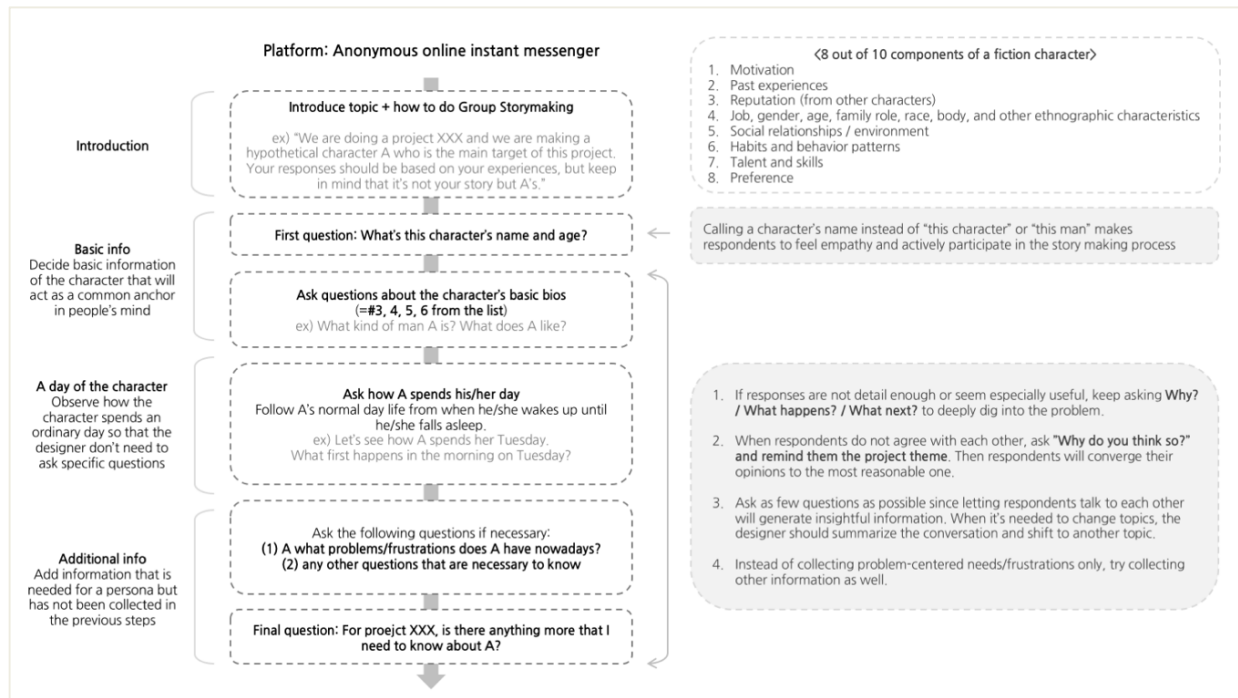 Platform: Anonymous online instant messenger
Introduction
Introduce topic + how to do Group Storymaking
ex) "We are doing a project XXX and we are making a
hypothetical character A who is the main target of this project.
Your responses should be based on your experiences, but keep
in mind that it's not your story but A's."
<8 out of 10 components of a fiction character>
1. Motivation
2. Past experiences
3. Reputation (from other characters)
4. Job, gender, age, family role, race, body, and other ethnographic characteristics
5. Social relationships / environment
6. Habits and behavior patterns
7. Talent and skills
8. Preference
Basic info
Decide basic information
of the character that will
act as a common anchor
in people's mind
First question: What's this character's name and age?
Calling a character's name instead of "this character" or "this man" makes
respondents to feel empathy and actively participate in the story making process
Ask questions about the character's basic bios
(=#3, 4, 5, 6 from the list)
ex) What kind of man A is? What does A like?
A day of the character
Observe how the
character spends an
ordinary day so that the
designer don't need to
ask specific questions
Ask how A spends his/her day
Follow A's normal day life from when he/she wakes up until
he/she falls asleep.
ex) Let's see how A spends her Tuesday.
What first happens in the morning on Tuesday?
1. If responses are not detail enough or seem especially useful, keep asking Why?
/ What happens? / What next? to deeply dig into the problem.
2. When respondents do not agree with each other, ask "Why do you think so?"
and remind them the project theme. Then respondents will converge their
opinions to the most reasonable one.
3. Ask as few questions as possible since letting respondents talk to each other
will generate insightful information. When it's needed to change topics, the
designer should summarize the conversation and shift to another topic.
4. Instead of collecting problem-centered needs/frustrations only, try collecting
other information as well.
Additional info
Add information that is
needed for a persona but
has not been collected in
the previous steps
Ask the following questions if necessary:
(1) A what problems/frustrations does A have nowadays?
(2) any other questions that are necessary to know
Final question: For proejct XXX, is there anything more that I
need to know about A?